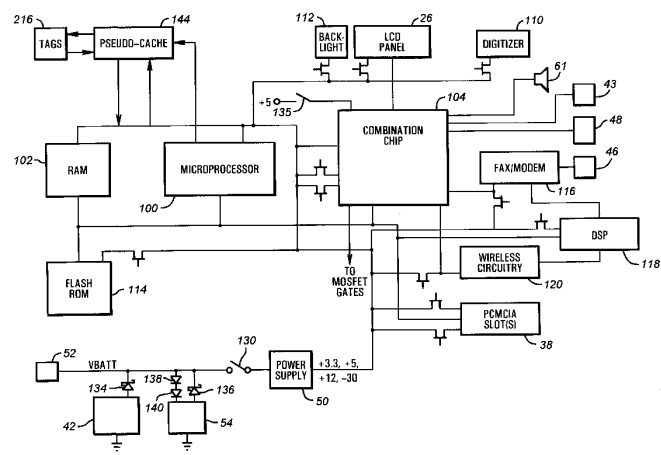 216
144
TAGS
PSEUDO-CACHE
112
BACK-
LIGHT
26
LCD
PANEL
110
DIGITIZER
61
43
+5
135
104
COMBINATION
CHIP
48
102
RAM
MICROPROCESSOR
100
FAX/MODEM
116
46
DSP
118
FLASH
ROM
114
TO
MOSFET
GATES
WIRELESS
CIRCUITRY
120
PCMCIA
SLOT(S)
38
52
VBATT
134
138
136
140
130
POWER
SUPPLY
50
+3.3, +5,
+12, -30
42
54